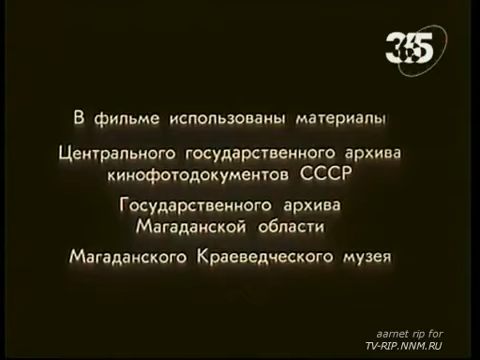 365
В фильме использованы материалы
Центрального государственного архива
кинофотодокументов СССР
Государственного архива
Магаданской области
Магаданского Краеведческого музея
aarnet rip for
TV-RIP.NNM.RU